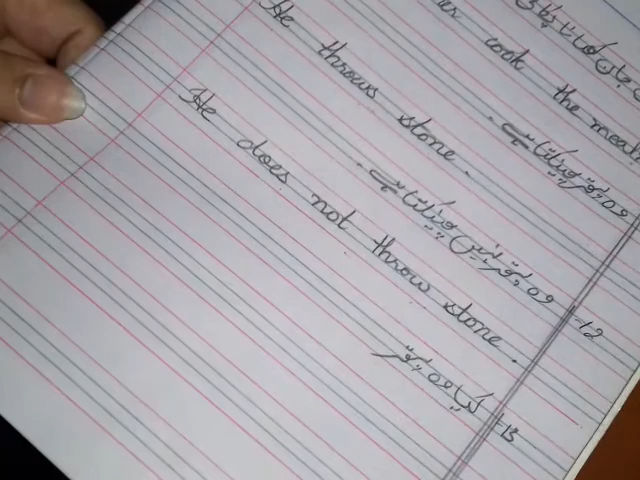 cook the meal
وہ پتھر پھینکتا ہے۔
He throws stone.
12- وہ پتھر نہیں پھینکتا ہے۔
He does not throw stone.
13- کیا وہ پتھر